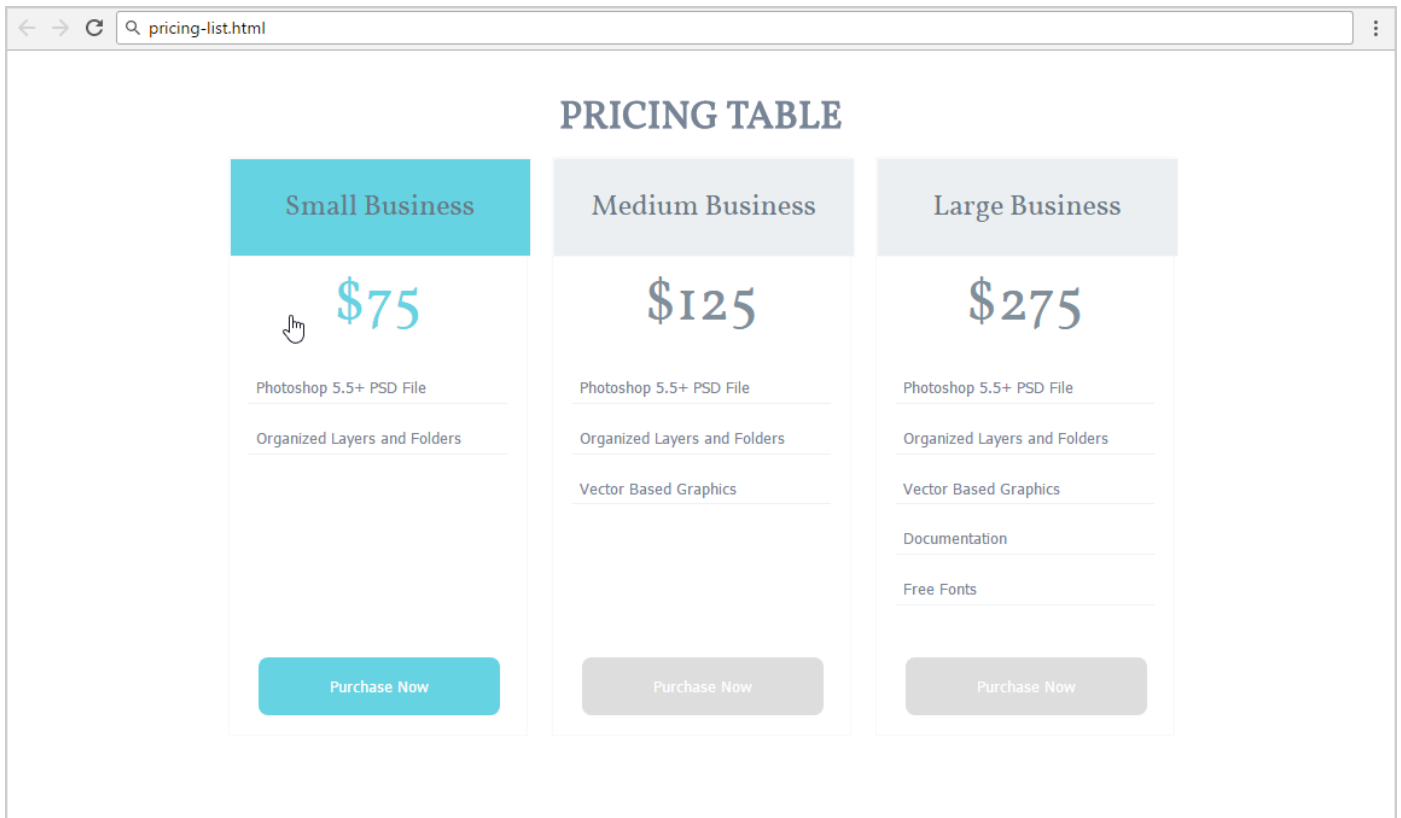 pricing-list.html
PRICING TABLE
Small Business
$75
Photoshop 5.5+ PSD File
Organized Layers and Folders
Purchase Now
Medium Business
$125
Photoshop 5.5+ PSD File
Organized Layers and Folders
Vector Based Graphics
Purchase Now
Large Business
$275
Photoshop 5.5+ PSD File
Organized Layers and Folders
Vector Based Graphics
Documentation
Free Fonts
Purchase Now